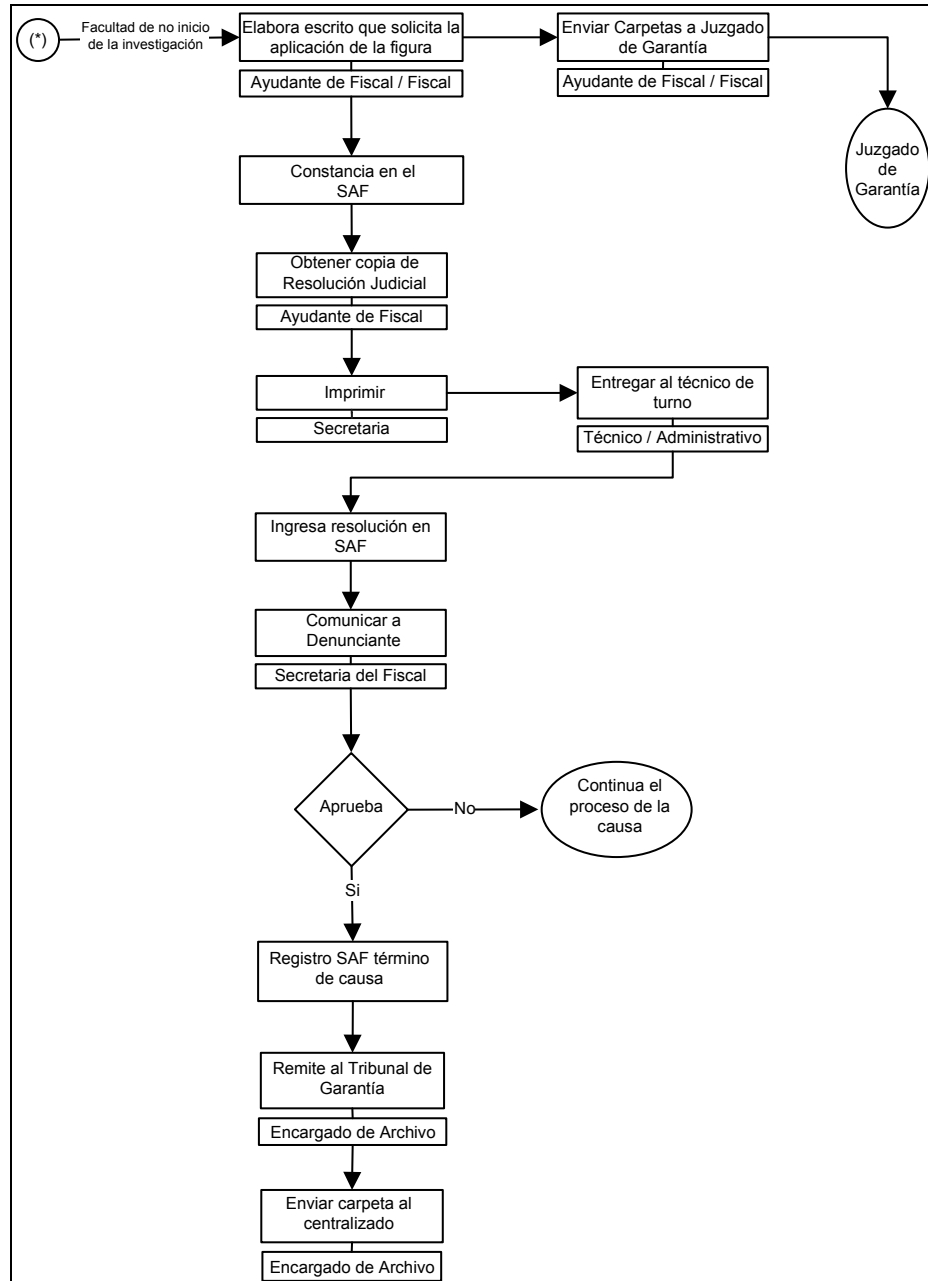 (*)
Facultad de no inicio
de la investigación
Elabora escrito que solicita la
aplicación de la figura
Ayudante de Fiscal / Fiscal
Enviar Carpetas a Juzgado
de Garantía
Ayudante de Fiscal / Fiscal
Juzgado
de
Garantía
Constancia en el
SAF
Obtener copia de
Resolución Judicial
Ayudante de Fiscal
Imprimir
Secretaria
Entregar al técnico de
turno
Técnico / Administrativo
Ingresa resolución en
SAF
Comunicar a
Denunciante
Secretaria del Fiscal
Aprueba
No
Continua el
proceso de la
causa
Si
Registro SAF término
de causa
Remite al Tribunal de
Garantía
Encargado de Archivo
Enviar carpeta al
centralizado
Encargado de Archivo